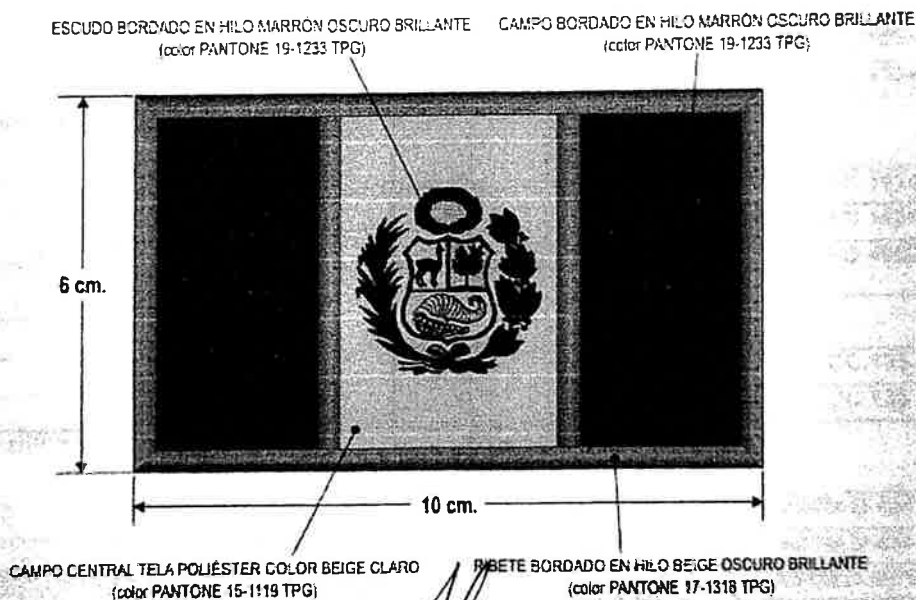 ESCUDO BORDADO EN HILO MARRÓN OSCURO BRILLANTE
(color PANTONE 19-1233 TPG)
CAMPO BORDADO EN HILO MARRÓN OSCURO BRILLANTE
(color PANTONE 19-1233 TPG)
6 cm.
10 cm.
CAMPO CENTRAL TELA POLIÉSTER COLOR BEIGE CLARO
(color PANTONE 15-1119 TPG)
RIBETE BORDADO EN HILO BEIGE OSCURO BRILLANTE
(color PANTONE 17-1318 TPG)